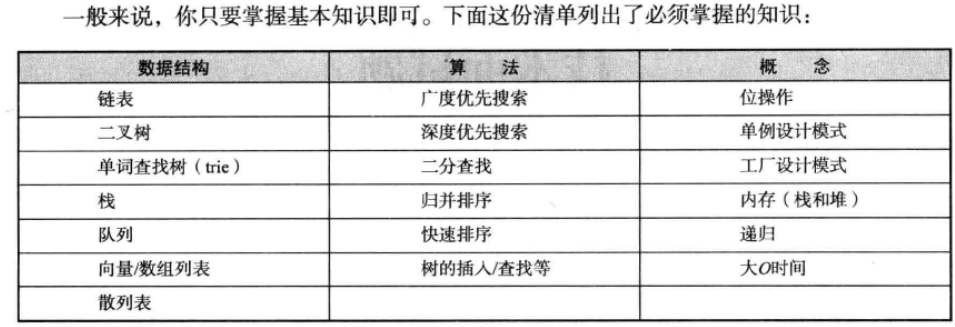 一般来说，你只要掌握基本知识即可。下面这份清单列出了必须掌握的知识：
数据结构 算 法 概 念
链表 广度优先搜索 位操作
二叉树 深度优先搜索 单例设计模式
单词查找树（trie） 二分查找 工厂设计模式
栈 归并排序 内存（栈和堆）
队列 快速排序 递归
向量/数组列表 树的插入/查找等 大O时间
散列表